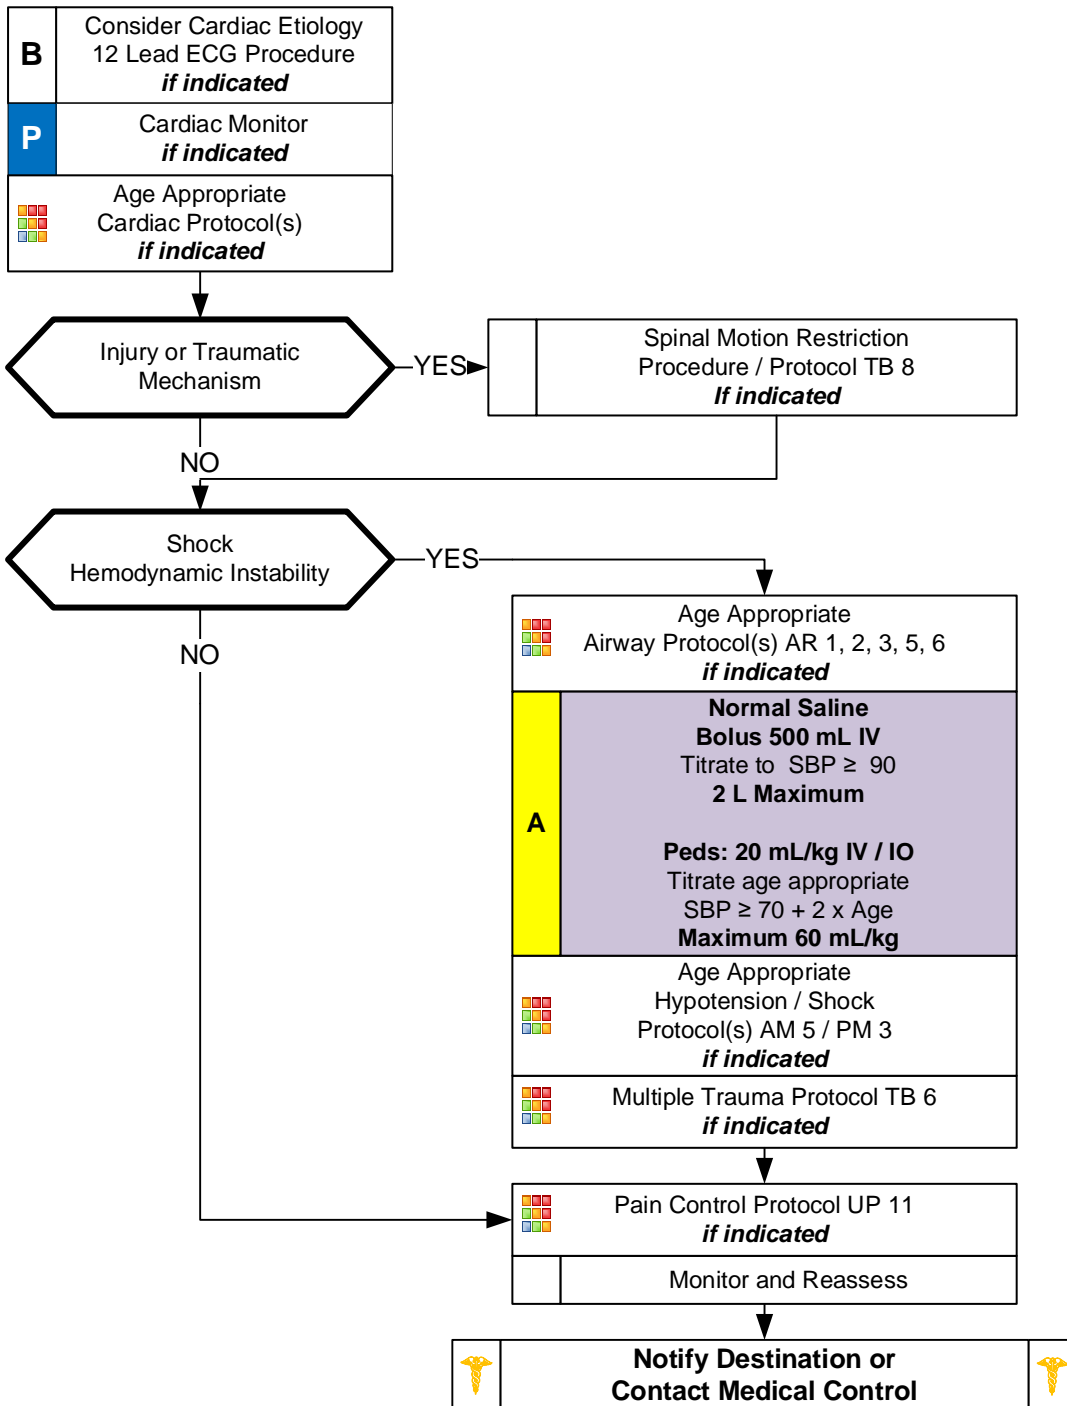 B
Consider Cardiac Etiology
12 Lead ECG Procedure
if indicated
P
Cardiac Monitor
if indicated
Age Appropriate
Cardiac Protocol(s)
if indicated
Injury or Traumatic
Mechanism
YES
Spinal Motion Restriction
Procedure / Protocol TB 8
If indicated
NO
Shock
Hemodynamic Instability
YES
NO
Age Appropriate
Airway Protocol(s) AR 1, 2, 3, 5, 6
if indicated
A
Normal Saline
Bolus 500 mL IV
Titrate to SBP ≥ 90
2 L Maximum
Peds: 20 mL/kg IV / IO
Titrate age appropriate
SBP ≥ 70 + 2 x Age
Maximum 60 mL/kg
Age Appropriate
Hypotension / Shock
Protocol(s) AM 5 / PM 3
if indicated
Multiple Trauma Protocol TB 6
if indicated
Pain Control Protocol UP 11
if indicated
Monitor and Reassess
Notify Destination or
Contact Medical Control